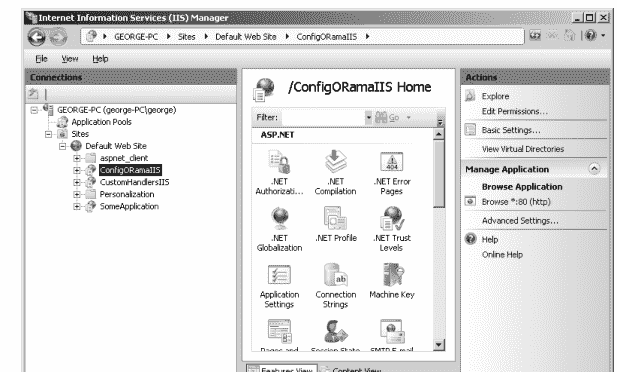 Internet Information Services (IIS) Manager
GEORGE-PC Sites Default Web Site ConfigORamaIIS
File View Help
Connections
GEORGE-PC (george-PC\george)
Application Pools
Sites
Default Web Site
aspnet_client
ConfigORamaIIS
CustomHandlersIIS
Personalization
SomeApplication
/ConfigORamaIIS Home
Filter: Go
ASP.NET
.NET Authorizati... .NET Compilation .NET Error Pages
.NET Globalization .NET Profile .NET Trust Levels
Application Settings Connection Strings Machine Key
Pages and Session State SMTP E-mail
Features View Content View
Actions
Explore
Edit Permissions...
Basic Settings...
View Virtual Directories
Manage Application
Browse Application
Browse *:80 (http)
Advanced Settings...
Help
Online Help